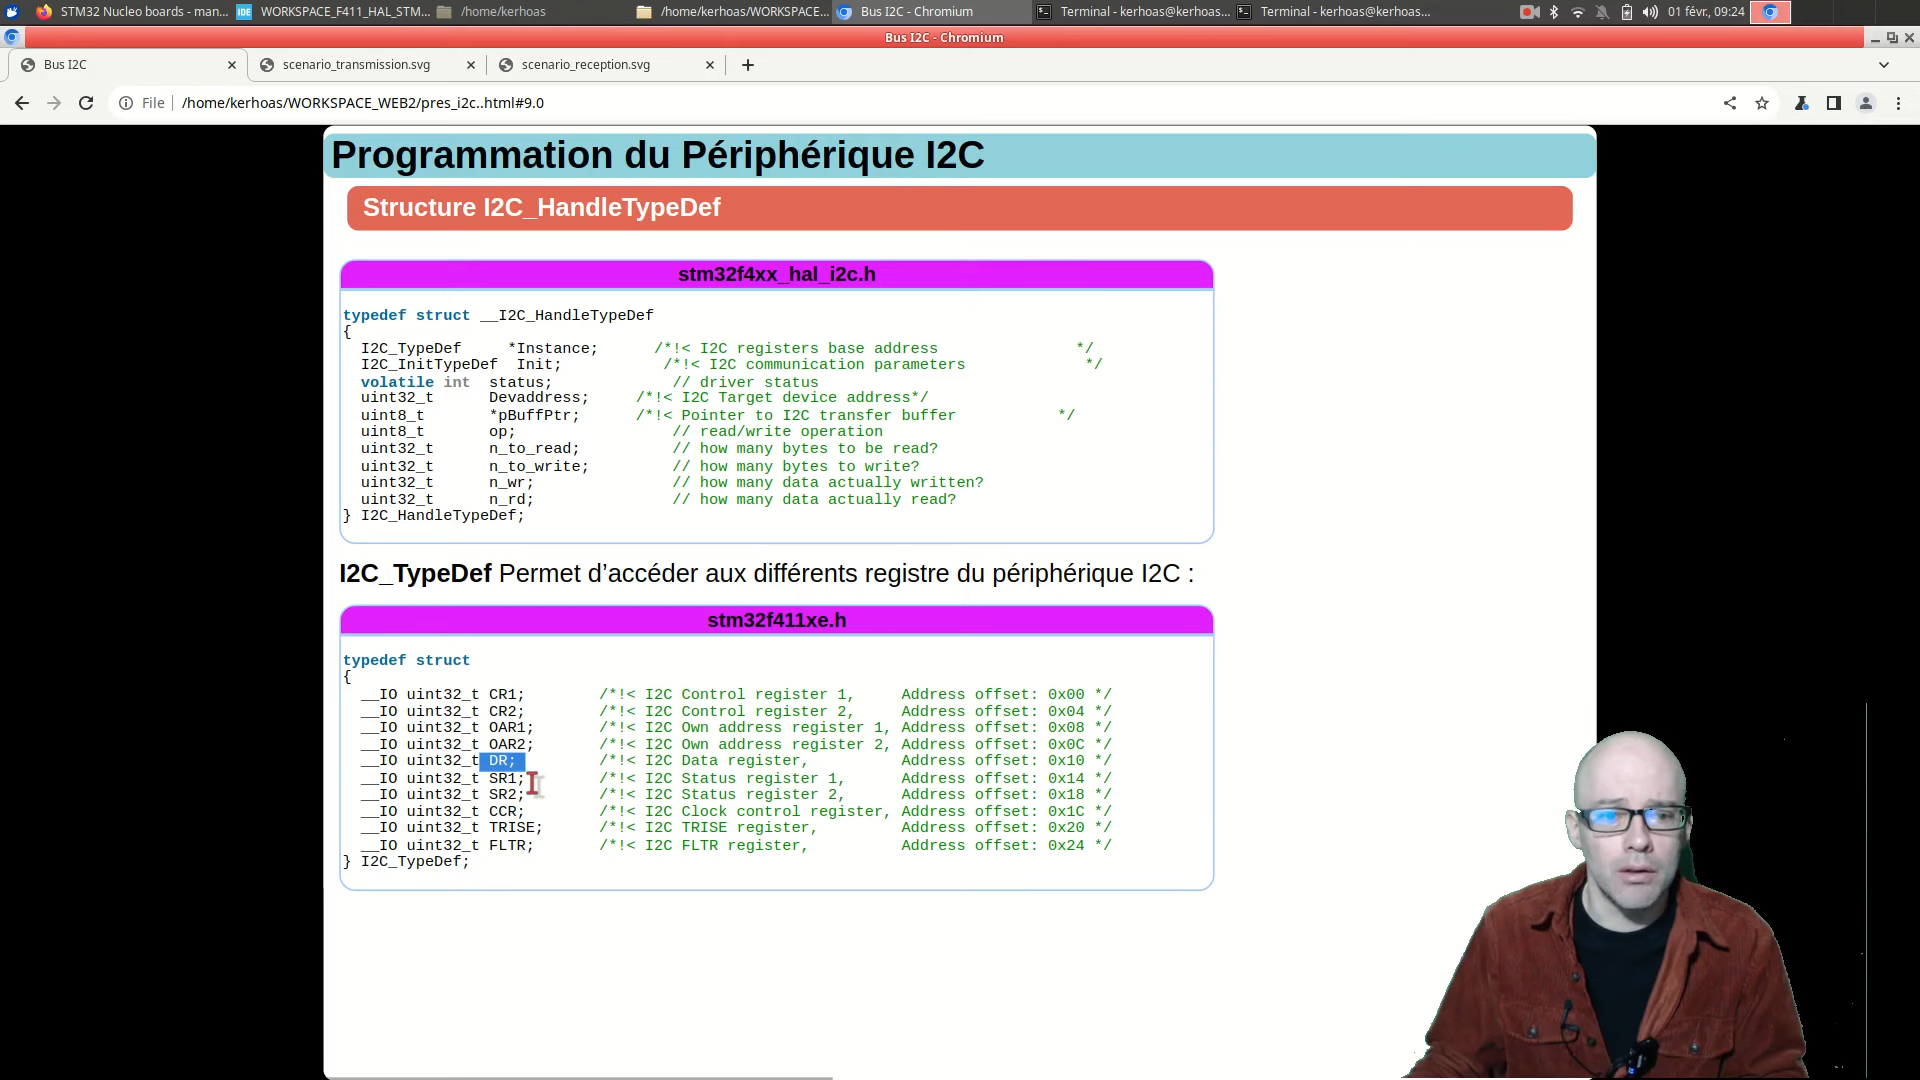 STM32 Nucleo boards - man...
IDE WORKSPACE_F411_HAL_STM...
/home/kerhoas
/home/kerhoas/WORKSPACE...
Bus I2C - Chromium
Terminal - kerhoas@kerhoas...
Terminal - kerhoas@kerhoas...
01 févr., 09:24
Bus I2C - Chromium
Bus I2C
scenario_transmission.svg
scenario_reception.svg
File /home/kerhoas/WORKSPACE_WEB2/pres_i2c..html#9.0
Programmation du Périphérique I2C
Structure I2C_HandleTypeDef
stm32f4xx_hal_i2c.h
typedef struct __I2C_HandleTypeDef
{
I2C_TypeDef *Instance; /*!< I2C registers base address */
I2C_InitTypeDef Init; /*!< I2C communication parameters */
volatile int status; // driver status
uint32_t Devaddress; /*!< I2C Target device address*/
uint8_t *pBuffPtr; /*!< Pointer to I2C transfer buffer */
uint8_t op; // read/write operation
uint32_t n_to_read; // how many bytes to be read?
uint32_t n_to_write; // how many bytes to write?
uint32_t n_wr; // how many data actually written?
uint32_t n_rd; // how many data actually read?
} I2C_HandleTypeDef;
I2C_TypeDef Permet d’accéder aux différents registre du périphérique I2C :
stm32f411xe.h
typedef struct
{
__IO uint32_t CR1; /*!< I2C Control register 1, Address offset: 0x00 */
__IO uint32_t CR2; /*!< I2C Control register 2, Address offset: 0x04 */
__IO uint32_t OAR1; /*!< I2C Own address register 1, Address offset: 0x08 */
__IO uint32_t OAR2; /*!< I2C Own address register 2, Address offset: 0x0C */
__IO uint32_t DR; /*!< I2C Data register, Address offset: 0x10 */
__IO uint32_t SR1; /*!< I2C Status register 1, Address offset: 0x14 */
__IO uint32_t SR2; /*!< I2C Status register 2, Address offset: 0x18 */
__IO uint32_t CCR; /*!< I2C Clock control register, Address offset: 0x1C */
__IO uint32_t TRISE; /*!< I2C TRISE register, Address offset: 0x20 */
__IO uint32_t FLTR; /*!< I2C FLTR register, Address offset: 0x24 */
} I2C_TypeDef;